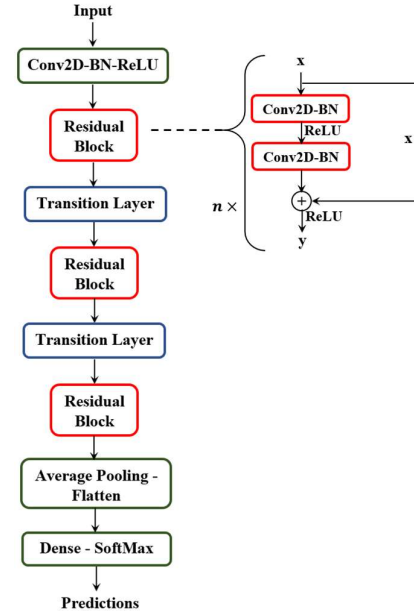 Input
Conv2D-BN-ReLU
Residual
Block
Transition Layer
Residual
Block
Transition Layer
Residual
Block
Average Pooling -
Flatten
Dense - SoftMax
Predictions
n ×
x
Conv2D-BN
ReLU
Conv2D-BN
x
+
ReLU
y